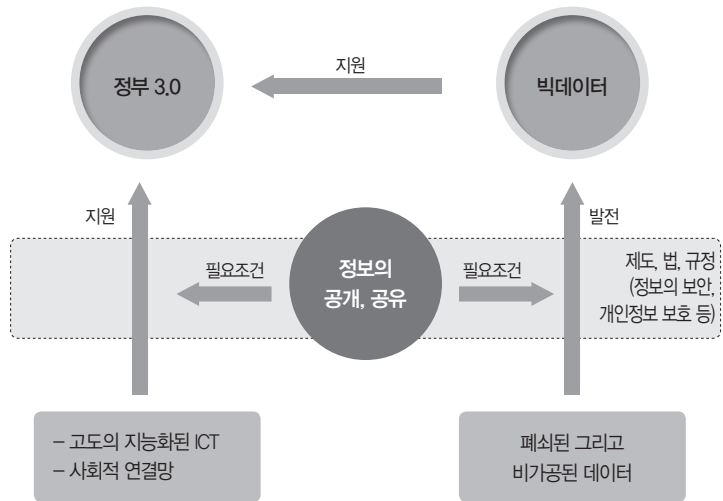 지원
정부 3.0
빅데이터
지원
발전
필요조건
정보의
공개, 공유
필요조건
제도, 법, 규정
(정보의 보안,
개인정보 보호 등)
– 고도의 지능화된 ICT
– 사회적 연결망
폐쇠된 그리고
비가공된 데이터